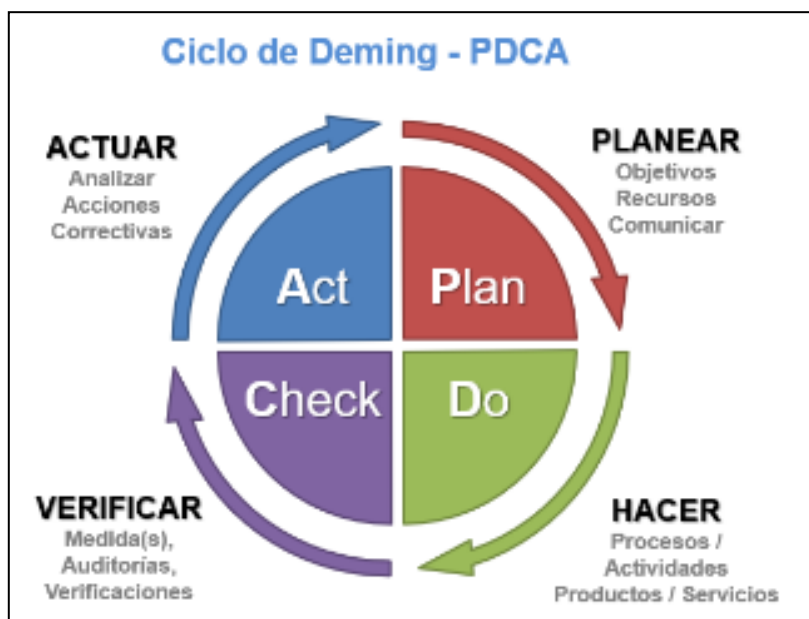 Ciclo de Deming - PDCA
ACTUAR
Analizar
Acciones
Correctivas
PLANEAR
Objetivos
Recursos
Comunicar
Act
Plan
Check
Do
VERIFICAR
Medida(s),
Auditorías,
Verificaciones
HACER
Procesos /
Actividades
Productos / Servicios